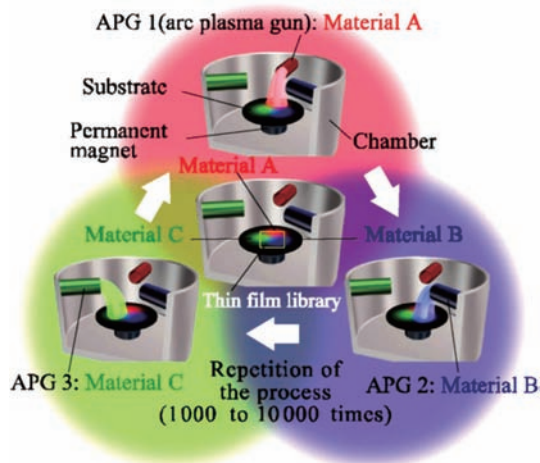 APG 1(arc plasma gun): Material A
Substrate
Permanent
magnet
Chamber
Material A
Material C
Material B
Thin film library
APG 3: Material C
Repetition of
the process
(1000 to 10000 times)
APG 2: Material B